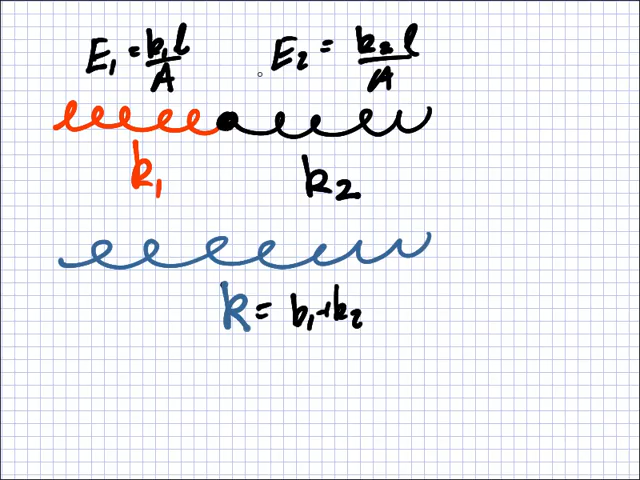 E₁ = k₁l/A E₂ = k₂l/A
k₁ k₂
k = k₁+k₂